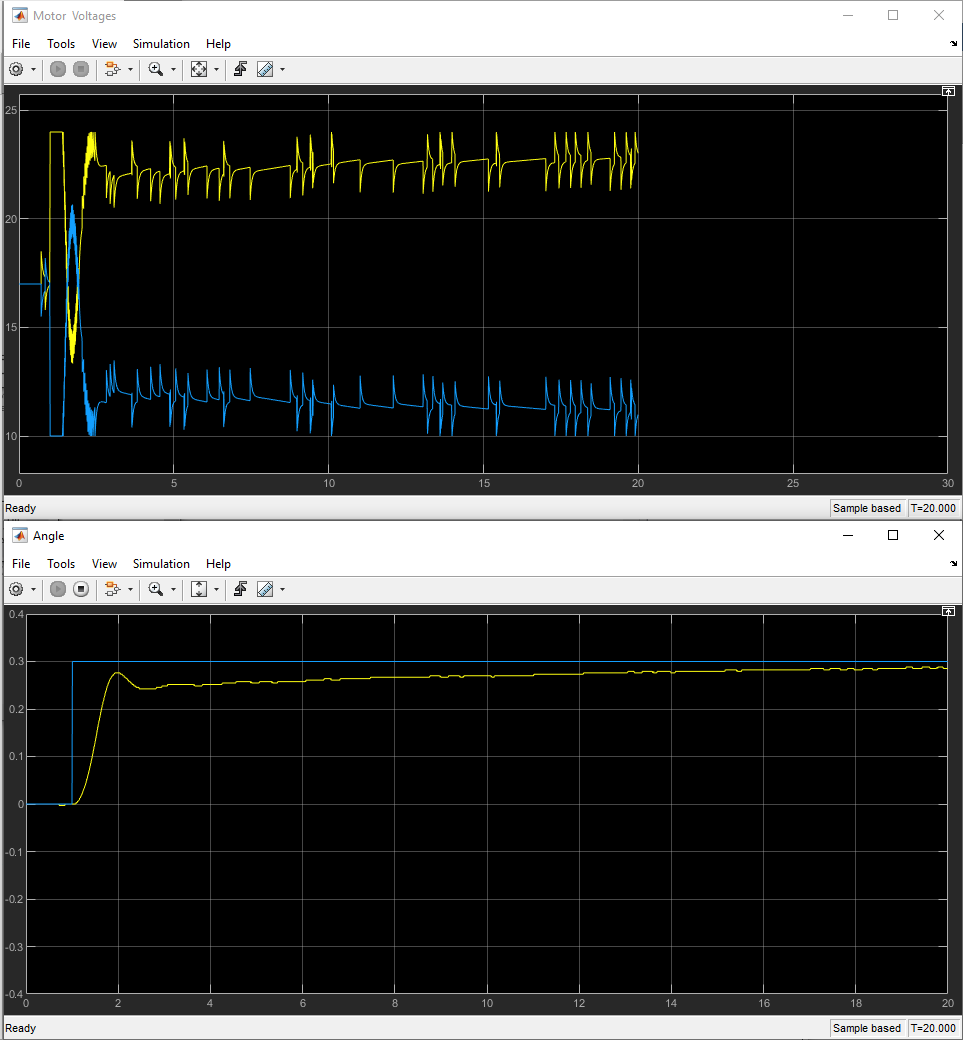 Motor Voltages
File Tools View Simulation Help
25
20
15
10
0 5 10 15 20 25 30
Ready Sample based T=20.000
Angle
File Tools View Simulation Help
0.4
0.3
0.2
0.1
0
-0.1
-0.2
-0.3
-0.4
0 2 4 6 8 10 12 14 16 18 20
Ready Sample based T=20.000